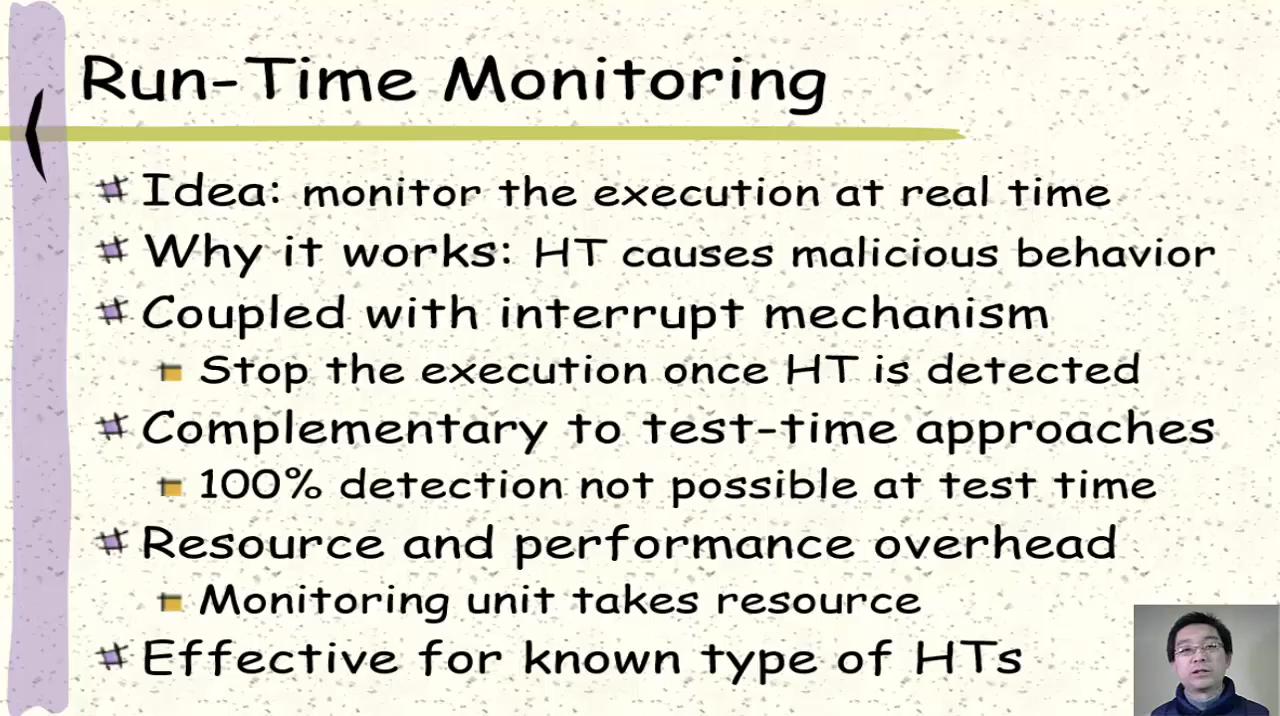 Run-Time Monitoring
Idea: monitor the execution at real time
Why it works: HT causes malicious behavior
Coupled with interrupt mechanism
Stop the execution once HT is detected
Complementary to test-time approaches
100% detection not possible at test time
Resource and performance overhead
Monitoring unit takes resource
Effective for known type of HTs